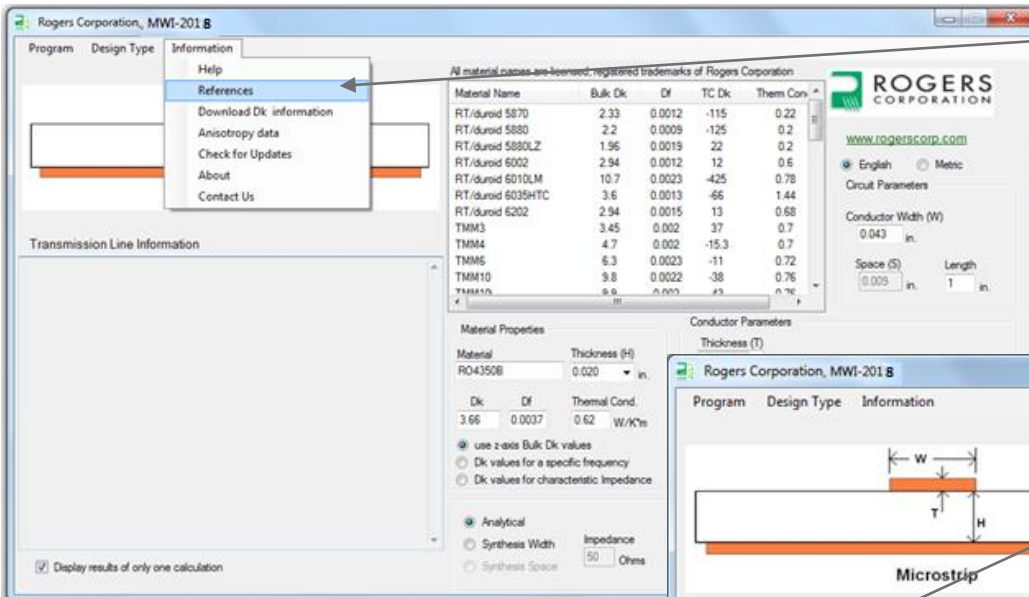 Rogers Corporation, MWI-2018
Program Design Type Information
Help
References
Download Dk information
Anisotropy data
Check for Updates
About
Contact Us
All material names are licensed, registered trademarks of Rogers Corporation
Material Name Bulk Dk Df TC Dk Therm Con
RT/duroid 5870 2.33 0.0012 -115 0.22
RT/duroid 5880 2.2 0.0009 -125 0.2
RT/duroid 5880LZ 1.96 0.0019 22 0.2
RT/duroid 6002 2.94 0.0012 12 0.6
RT/duroid 6010LM 10.7 0.0023 -425 0.78
RT/duroid 6035HTC 3.6 0.0013 -66 1.44
RT/duroid 6202 2.94 0.0015 13 0.68
TMM3 3.45 0.002 37 0.7
TMM4 4.7 0.002 -15.3 0.7
TMM6 6.3 0.0023 -11 0.72
TMM10 9.8 0.0022 -38 0.76
ROGERS
CORPORATION
www.rogerscorp.com
English Metric
Circuit Parameters
Conductor Width (W)
0.043 in.
Space (S) Length
0.009 in. 1 in.
Transmission Line Information
Display results of only one calculation
Material Properties
Material Thickness (H)
RO4350B 0.020 in.
Dk Df Thermal Cond.
3.66 0.0037 0.62 W/K*m
use z-axis Bulk Dk values
Dk values for a specific frequency
Dk values for characteristic Impedance
Analytical
Synthesis Width
Synthesis Space
Impedance
50 Ohms
Conductor Parameters
Thickness (T)
Rogers Corporation, MWI-2018
Program Design Type Information
W
T
H
Microstrip